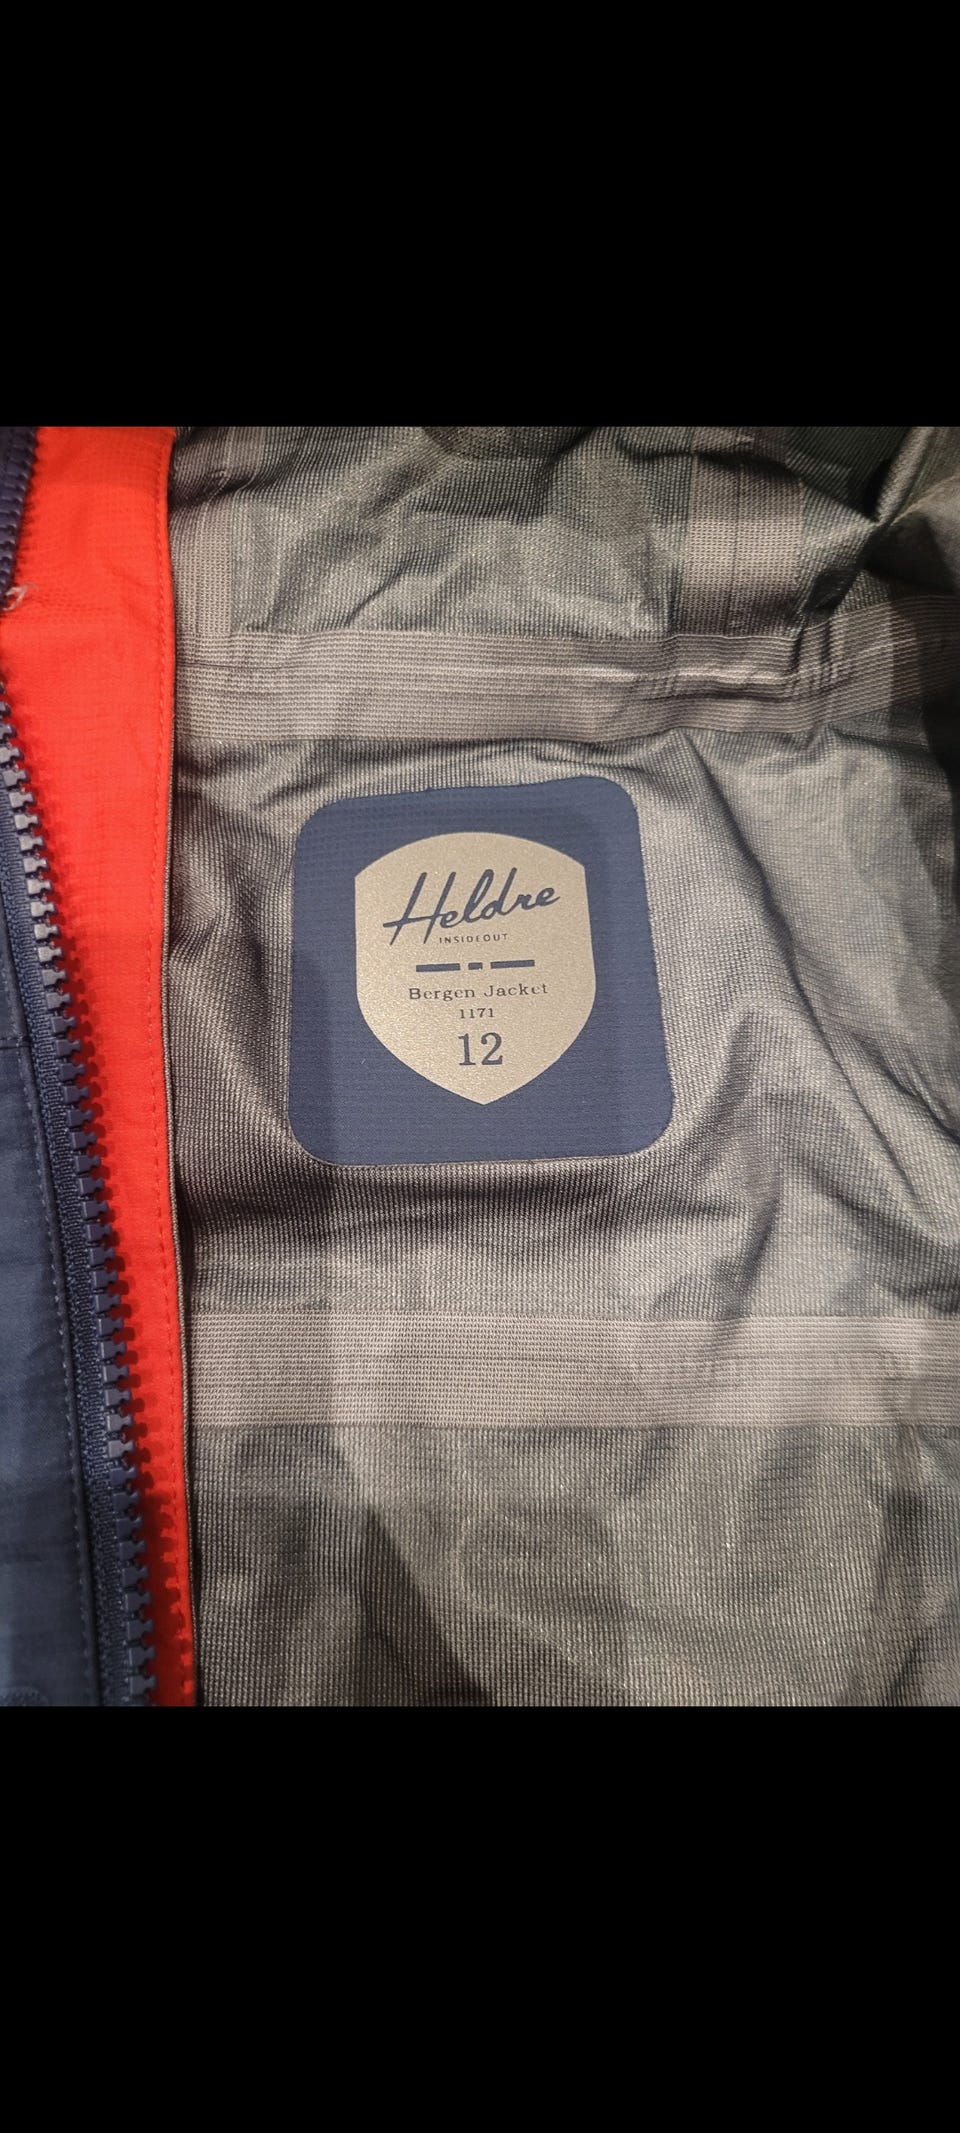 Heldre
INSIDEOUT
Bergen Jacket
1171
12